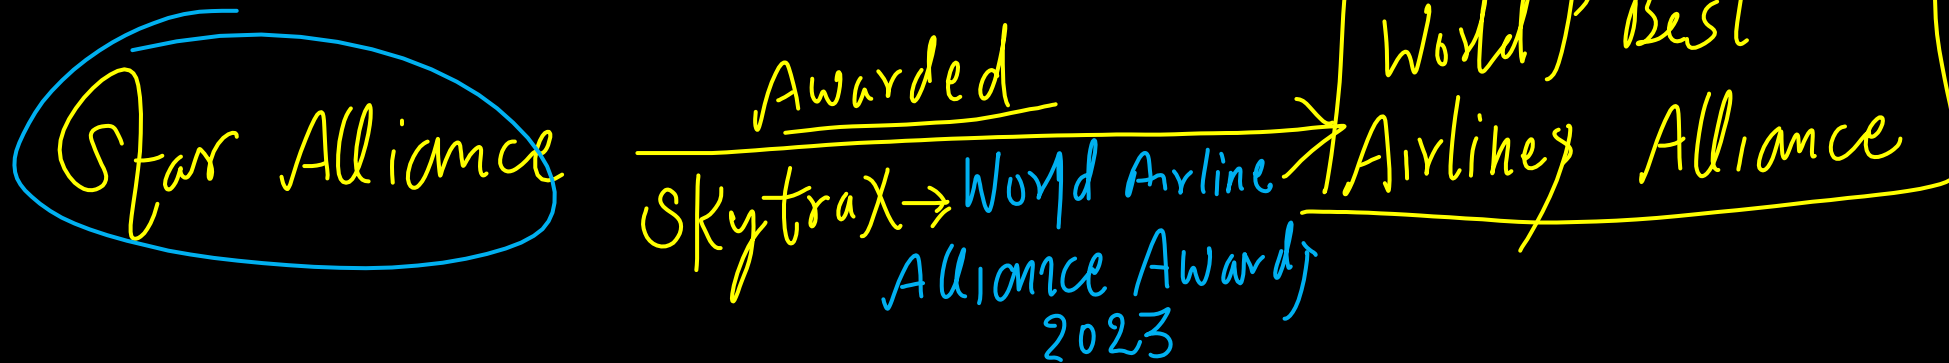 Star Alliance
Awarded
Skytrax → World Airline
Alliance Awards
2023
World's Best
Airlines Alliance